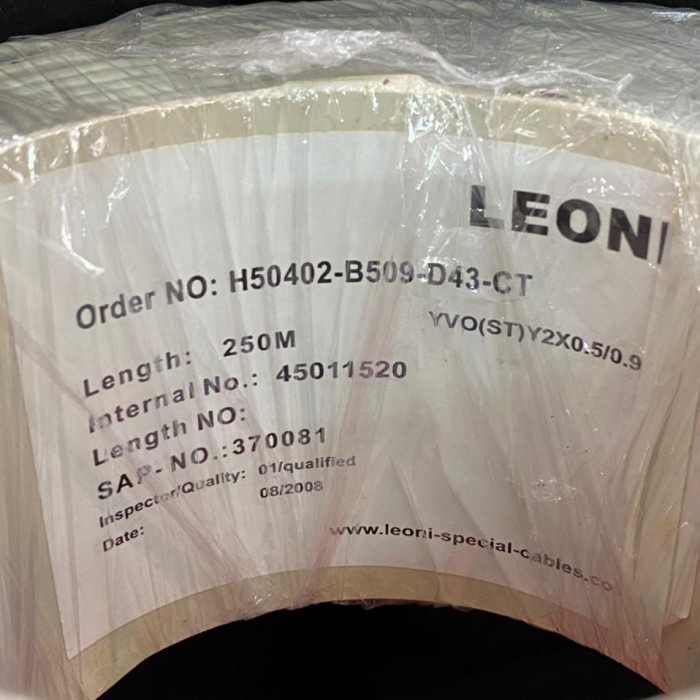 LEONI
Order NO: H50402-B509-D43-CT
YVO(ST)Y2X0.5/0.9
Length: 250M
Internal No.: 45011520
Length NO:
SAP-NO.:370081
Inspector/Quality: 01/qualified
Date: 08/2008
www.leoni-special-cables.co